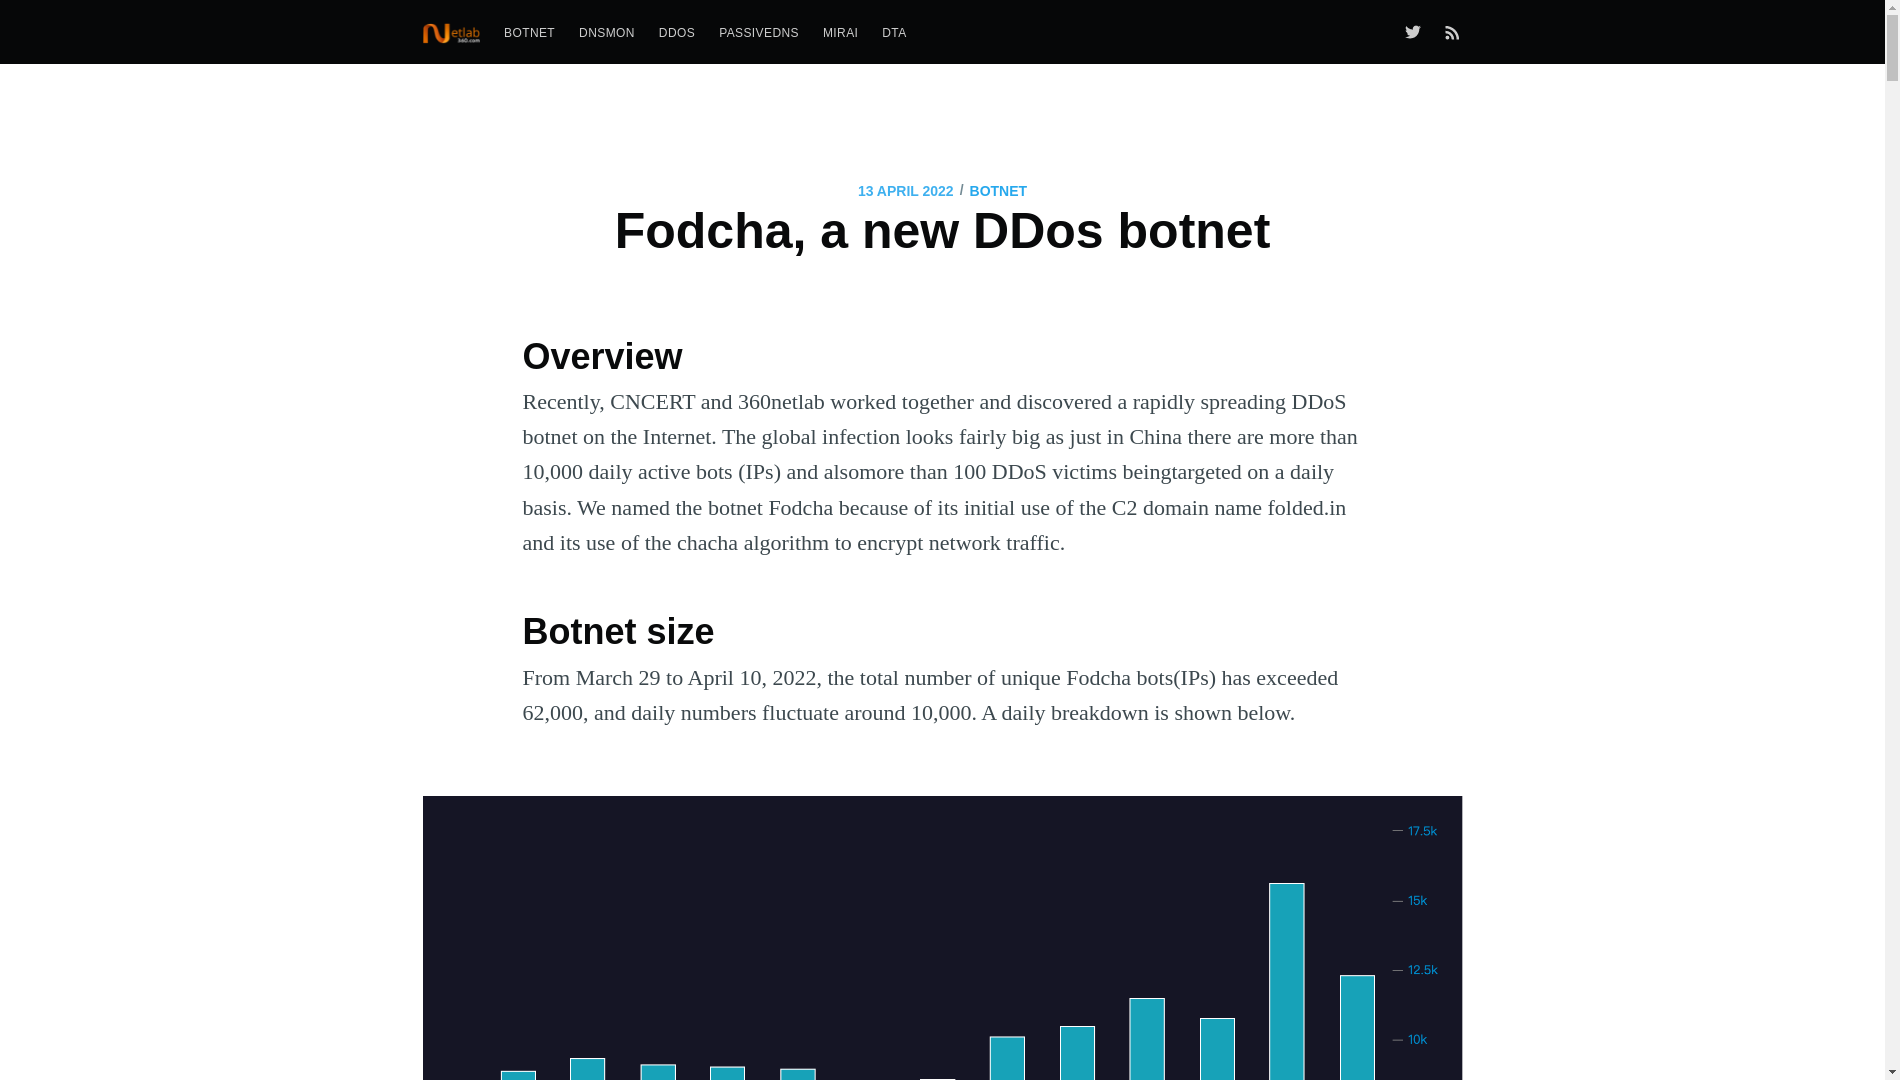 Netlab
360.com
BOTNET DNSMON DDOS PASSIVEDNS MIRAI DTA
13 APRIL 2022 / BOTNET
Fodcha, a new DDos botnet
Overview
Recently, CNCERT and 360netlab worked together and discovered a rapidly spreading DDoS
botnet on the Internet. The global infection looks fairly big as just in China there are more than
10,000 daily active bots (IPs) and alsomore than 100 DDoS victims beingtargeted on a daily
basis. We named the botnet Fodcha because of its initial use of the C2 domain name folded.in
and its use of the chacha algorithm to encrypt network traffic.
Botnet size
From March 29 to April 10, 2022, the total number of unique Fodcha bots(IPs) has exceeded
62,000, and daily numbers fluctuate around 10,000. A daily breakdown is shown below.
17.5k
15k
12.5k
10k